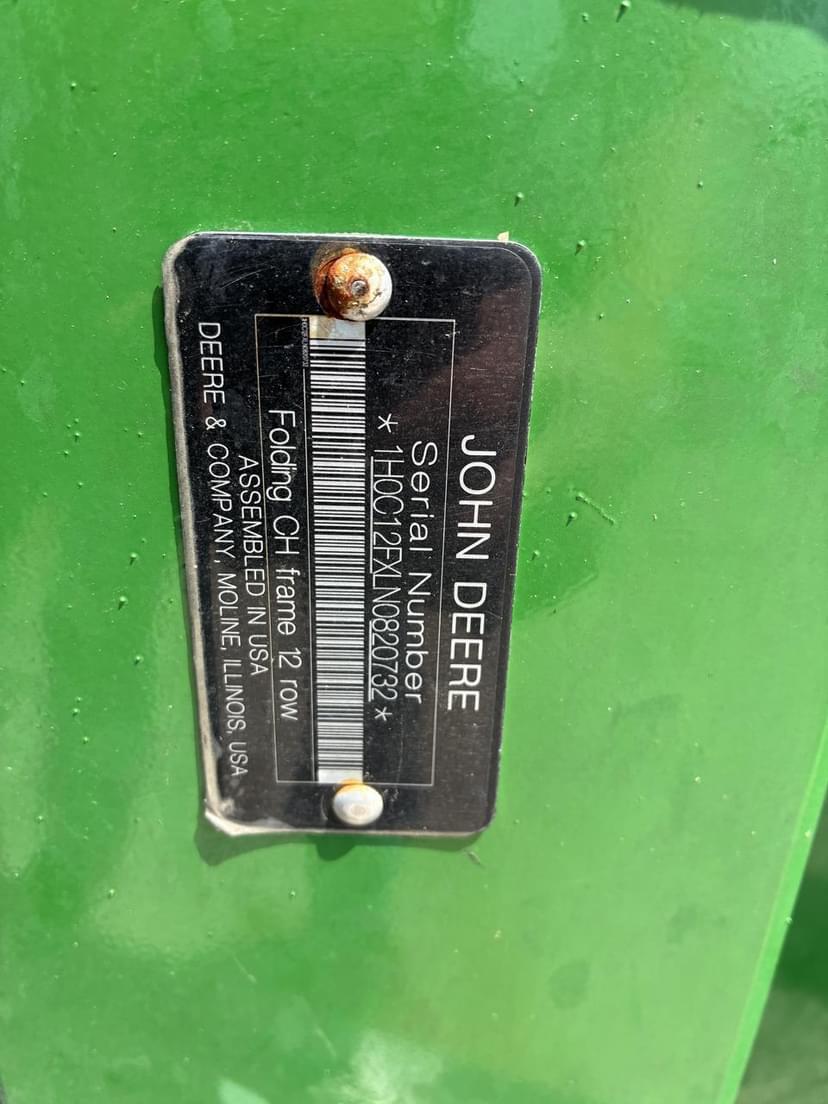 JOHN DEERE
Serial Number
* 1H0C12FXLN0820732 *
Folding CH frame 12 row
ASSEMBLED IN USA
DEERE & COMPANY, MOLINE, ILLINOIS, USA